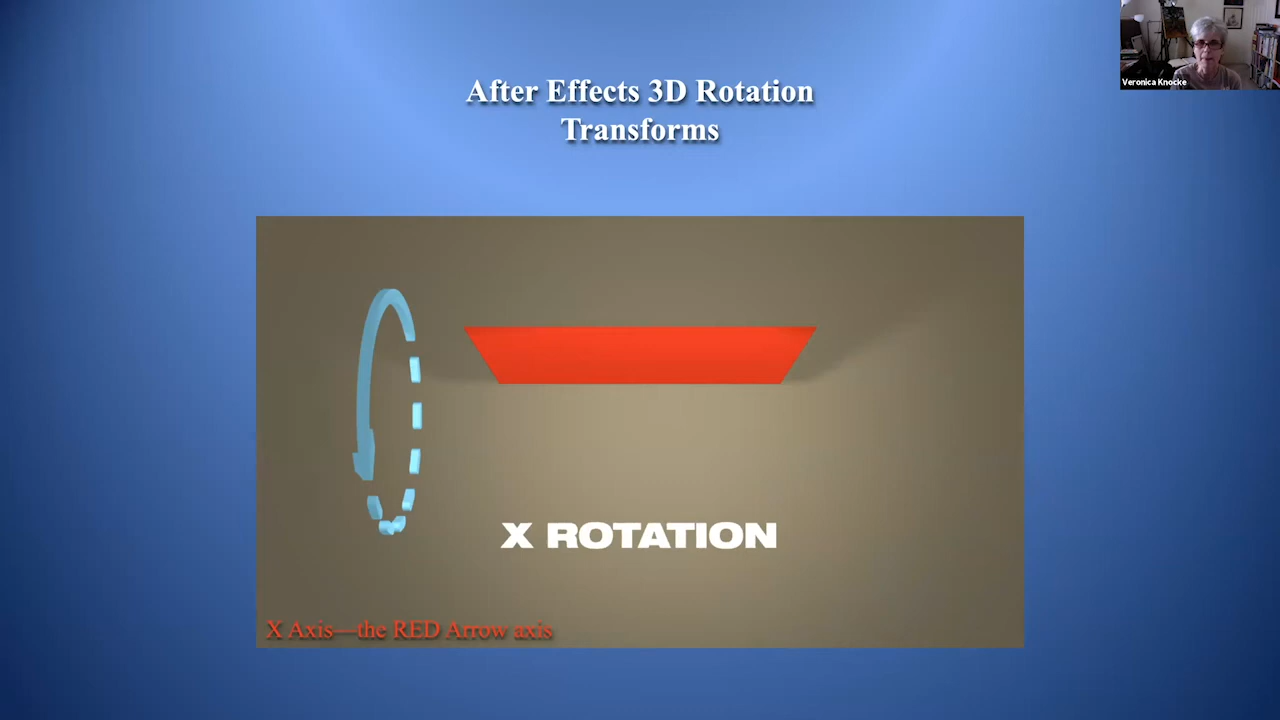 After Effects 3D Rotation
Transforms
Veronica Knocke
X ROTATION
X Axis—the RED Arrow axis